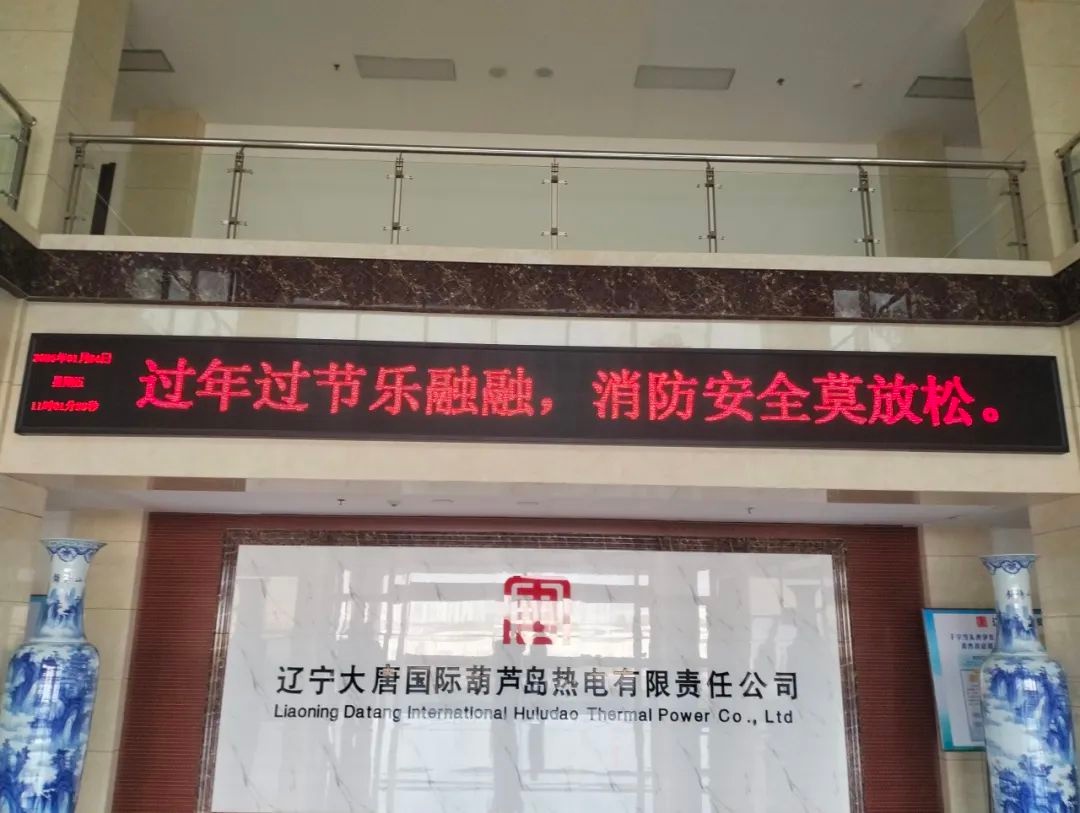 过年过节乐融融，消防安全莫放松。
辽宁大唐国际葫芦岛热电有限责任公司
Liaoning Datang International Huludao Thermal Power Co., Ltd